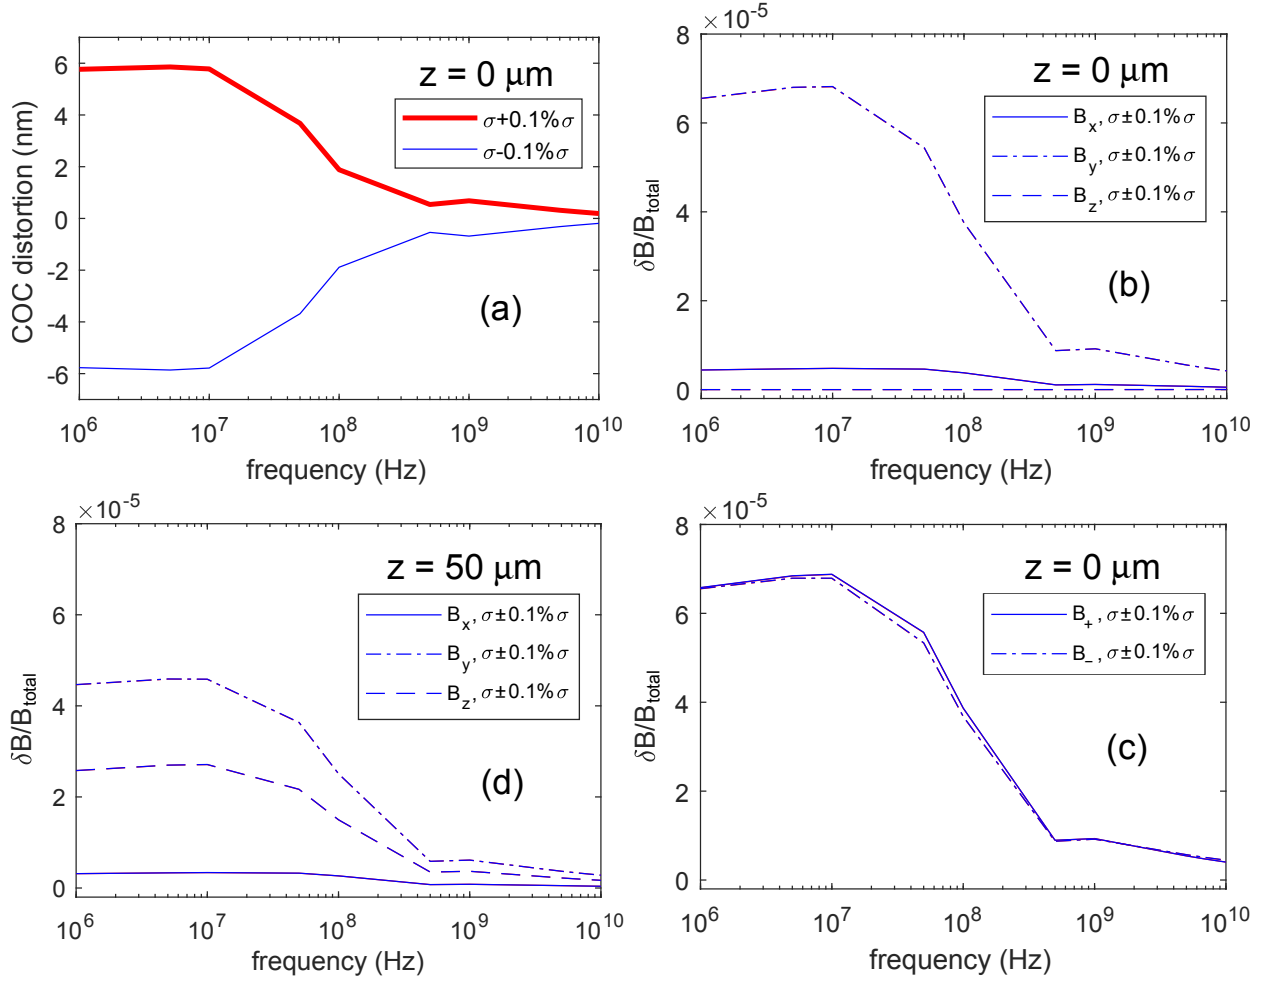 z = 0 μm
σ+0.1%σ
σ-0.1%σ
(a)
COC distortion (nm)
6
4
2
0
-2
-4
-6
10^6 10^7 10^8 10^9 10^10
frequency (Hz)
×10^-5
z = 0 μm
B_x, σ±0.1%σ
B_y, σ±0.1%σ
B_z, σ±0.1%σ
(b)
δB/B_total
8
6
4
2
0
10^6 10^7 10^8 10^9 10^10
frequency (Hz)
×10^-5
z = 50 μm
B_x, σ±0.1%σ
B_y, σ±0.1%σ
B_z, σ±0.1%σ
(d)
δB/B_total
8
6
4
2
0
10^6 10^7 10^8 10^9 10^10
frequency (Hz)
×10^-5
z = 0 μm
B_+, σ±0.1%σ
B_−, σ±0.1%σ
(c)
δB/B_total
8
6
4
2
0
10^6 10^7 10^8 10^9 10^10
frequency (Hz)